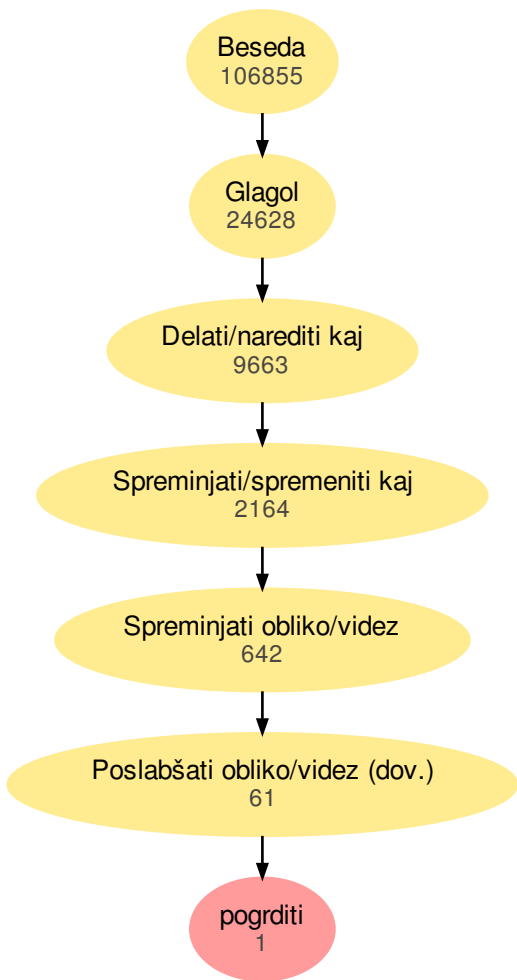 Beseda
106855
Glagol
24628
Delati/narediti kaj
9663
Spreminjati/spremeniti kaj
2164
Spreminjati obliko/videz
642
Poslabšati obliko/videz (dov.)
61
pogrditi
1